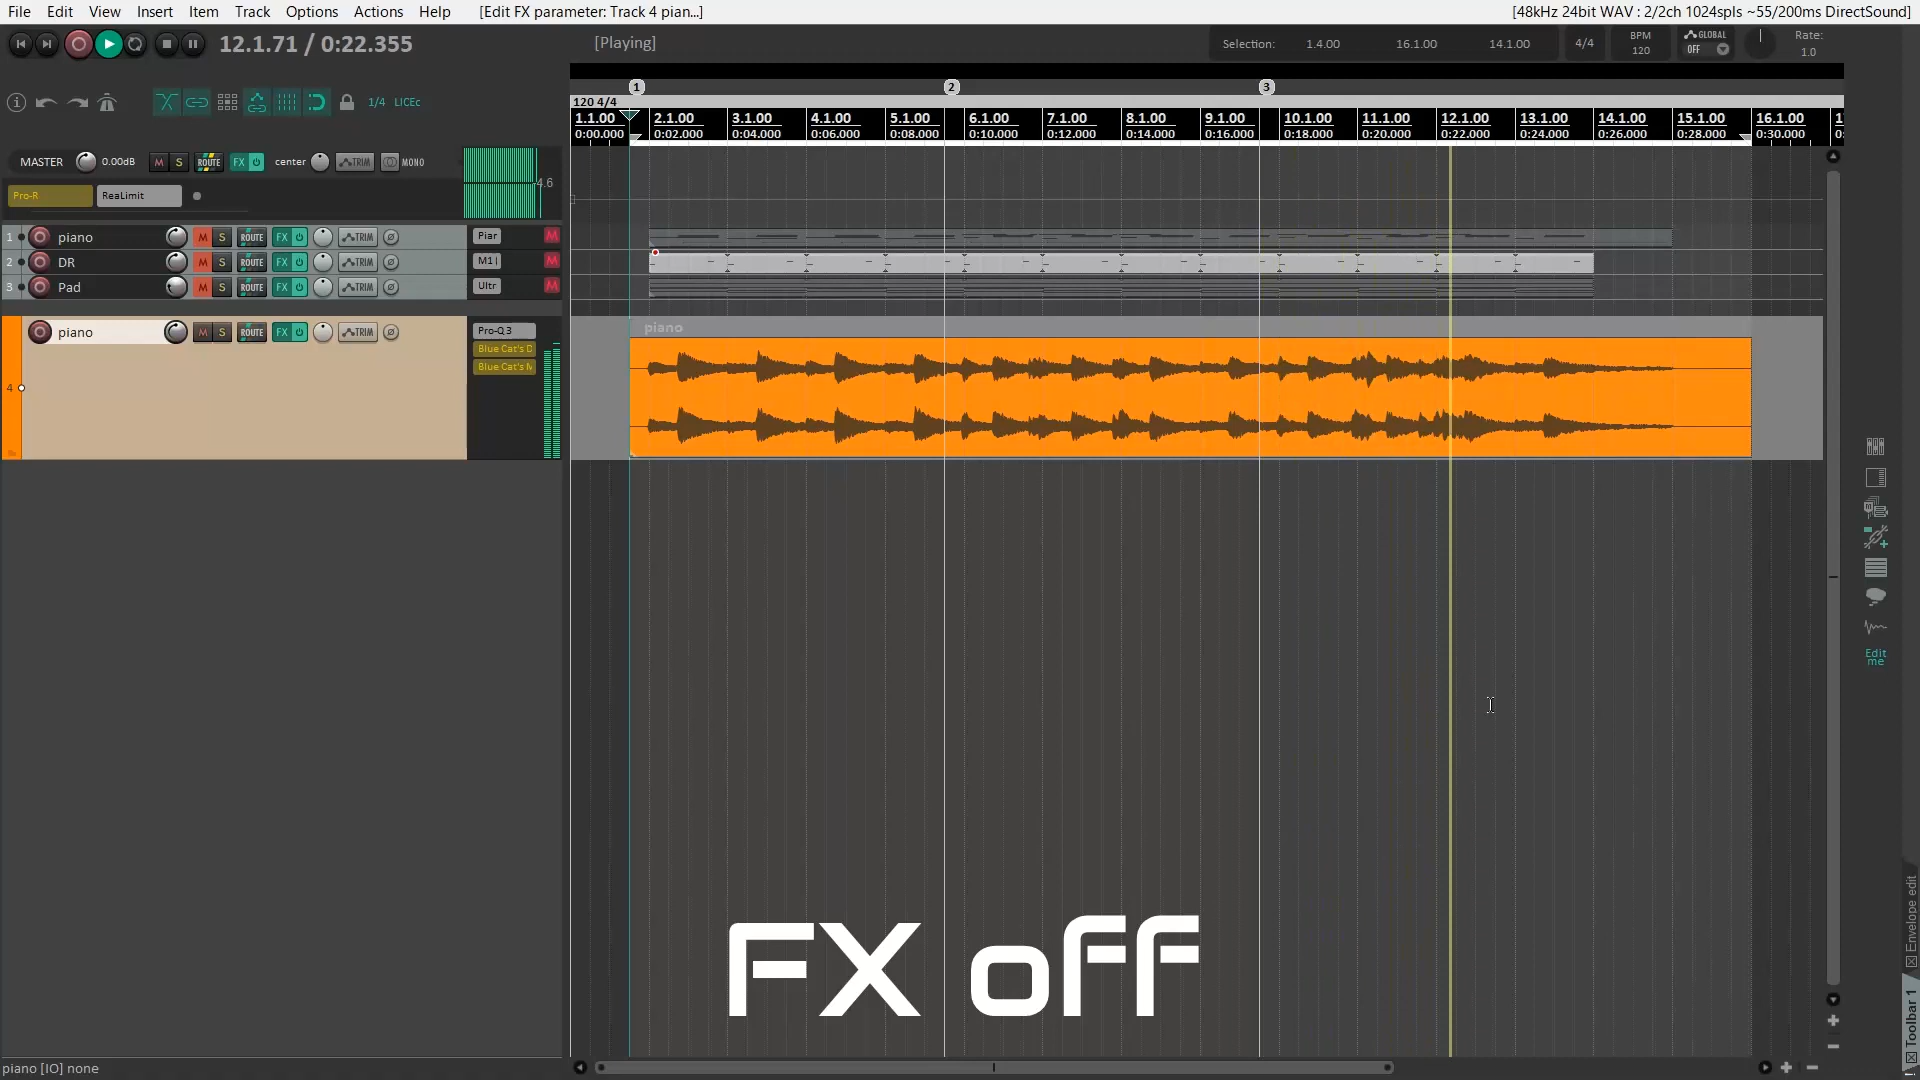 File Edit View Insert Item Track Options Actions Help [Edit FX parameter: Track 4 pian...] [48kHz 24bit WAV : 2/2ch 1024spls ~55/200ms DirectSound]
12.1.71 / 0:22.355 [Playing] Selection: 1.4.00 16.1.00 14.1.00 4/4 BPM 120 GLOBAL OFF Rate: 1.0
1 2 3
1/4 LICEc
120 4/4
1.1.00 2.1.00 3.1.00 4.1.00 5.1.00 6.1.00 7.1.00 8.1.00 9.1.00 10.1.00 11.1.00 12.1.00 13.1.00 14.1.00 15.1.00 16.1.00
0:00.000 0:02.000 0:04.000 0:06.000 0:08.000 0:10.000 0:12.000 0:14.000 0:16.000 0:18.000 0:20.000 0:22.000 0:24.000 0:26.000 0:28.000 0:30.000
MASTER 0.00dB M S ROUTE FX center TRIM MONO
-4.6
Pro-R ReaLimit
1 piano M S ROUTE FX TRIM Piar M
2 DR M S ROUTE FX TRIM M1 | M
3 Pad M S ROUTE FX TRIM Ultr M
piano M S ROUTE FX TRIM Pro-Q 3
piano
Blue Cat's D
Blue Cat's M
4
Edit me
FX off
Envelope edit
Toolbar 1
piano [IO] none